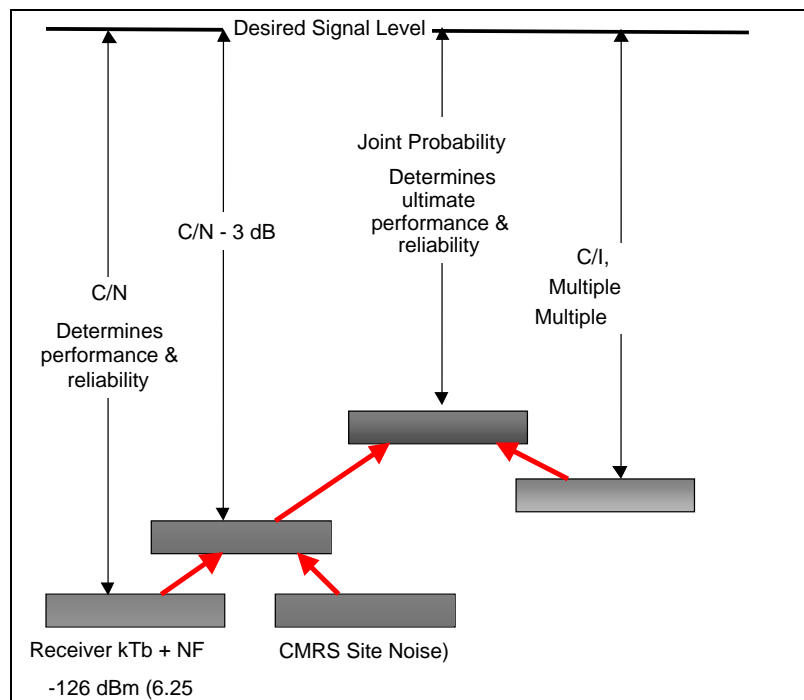 Desired Signal Level
Joint Probability
Determines
ultimate
performance &
reliability
C/N - 3 dB
C/I,
Multiple
Multiple
C/N
Determines
performance &
reliability
Receiver kTb + NF
-126 dBm (6.25
CMRS Site Noise)